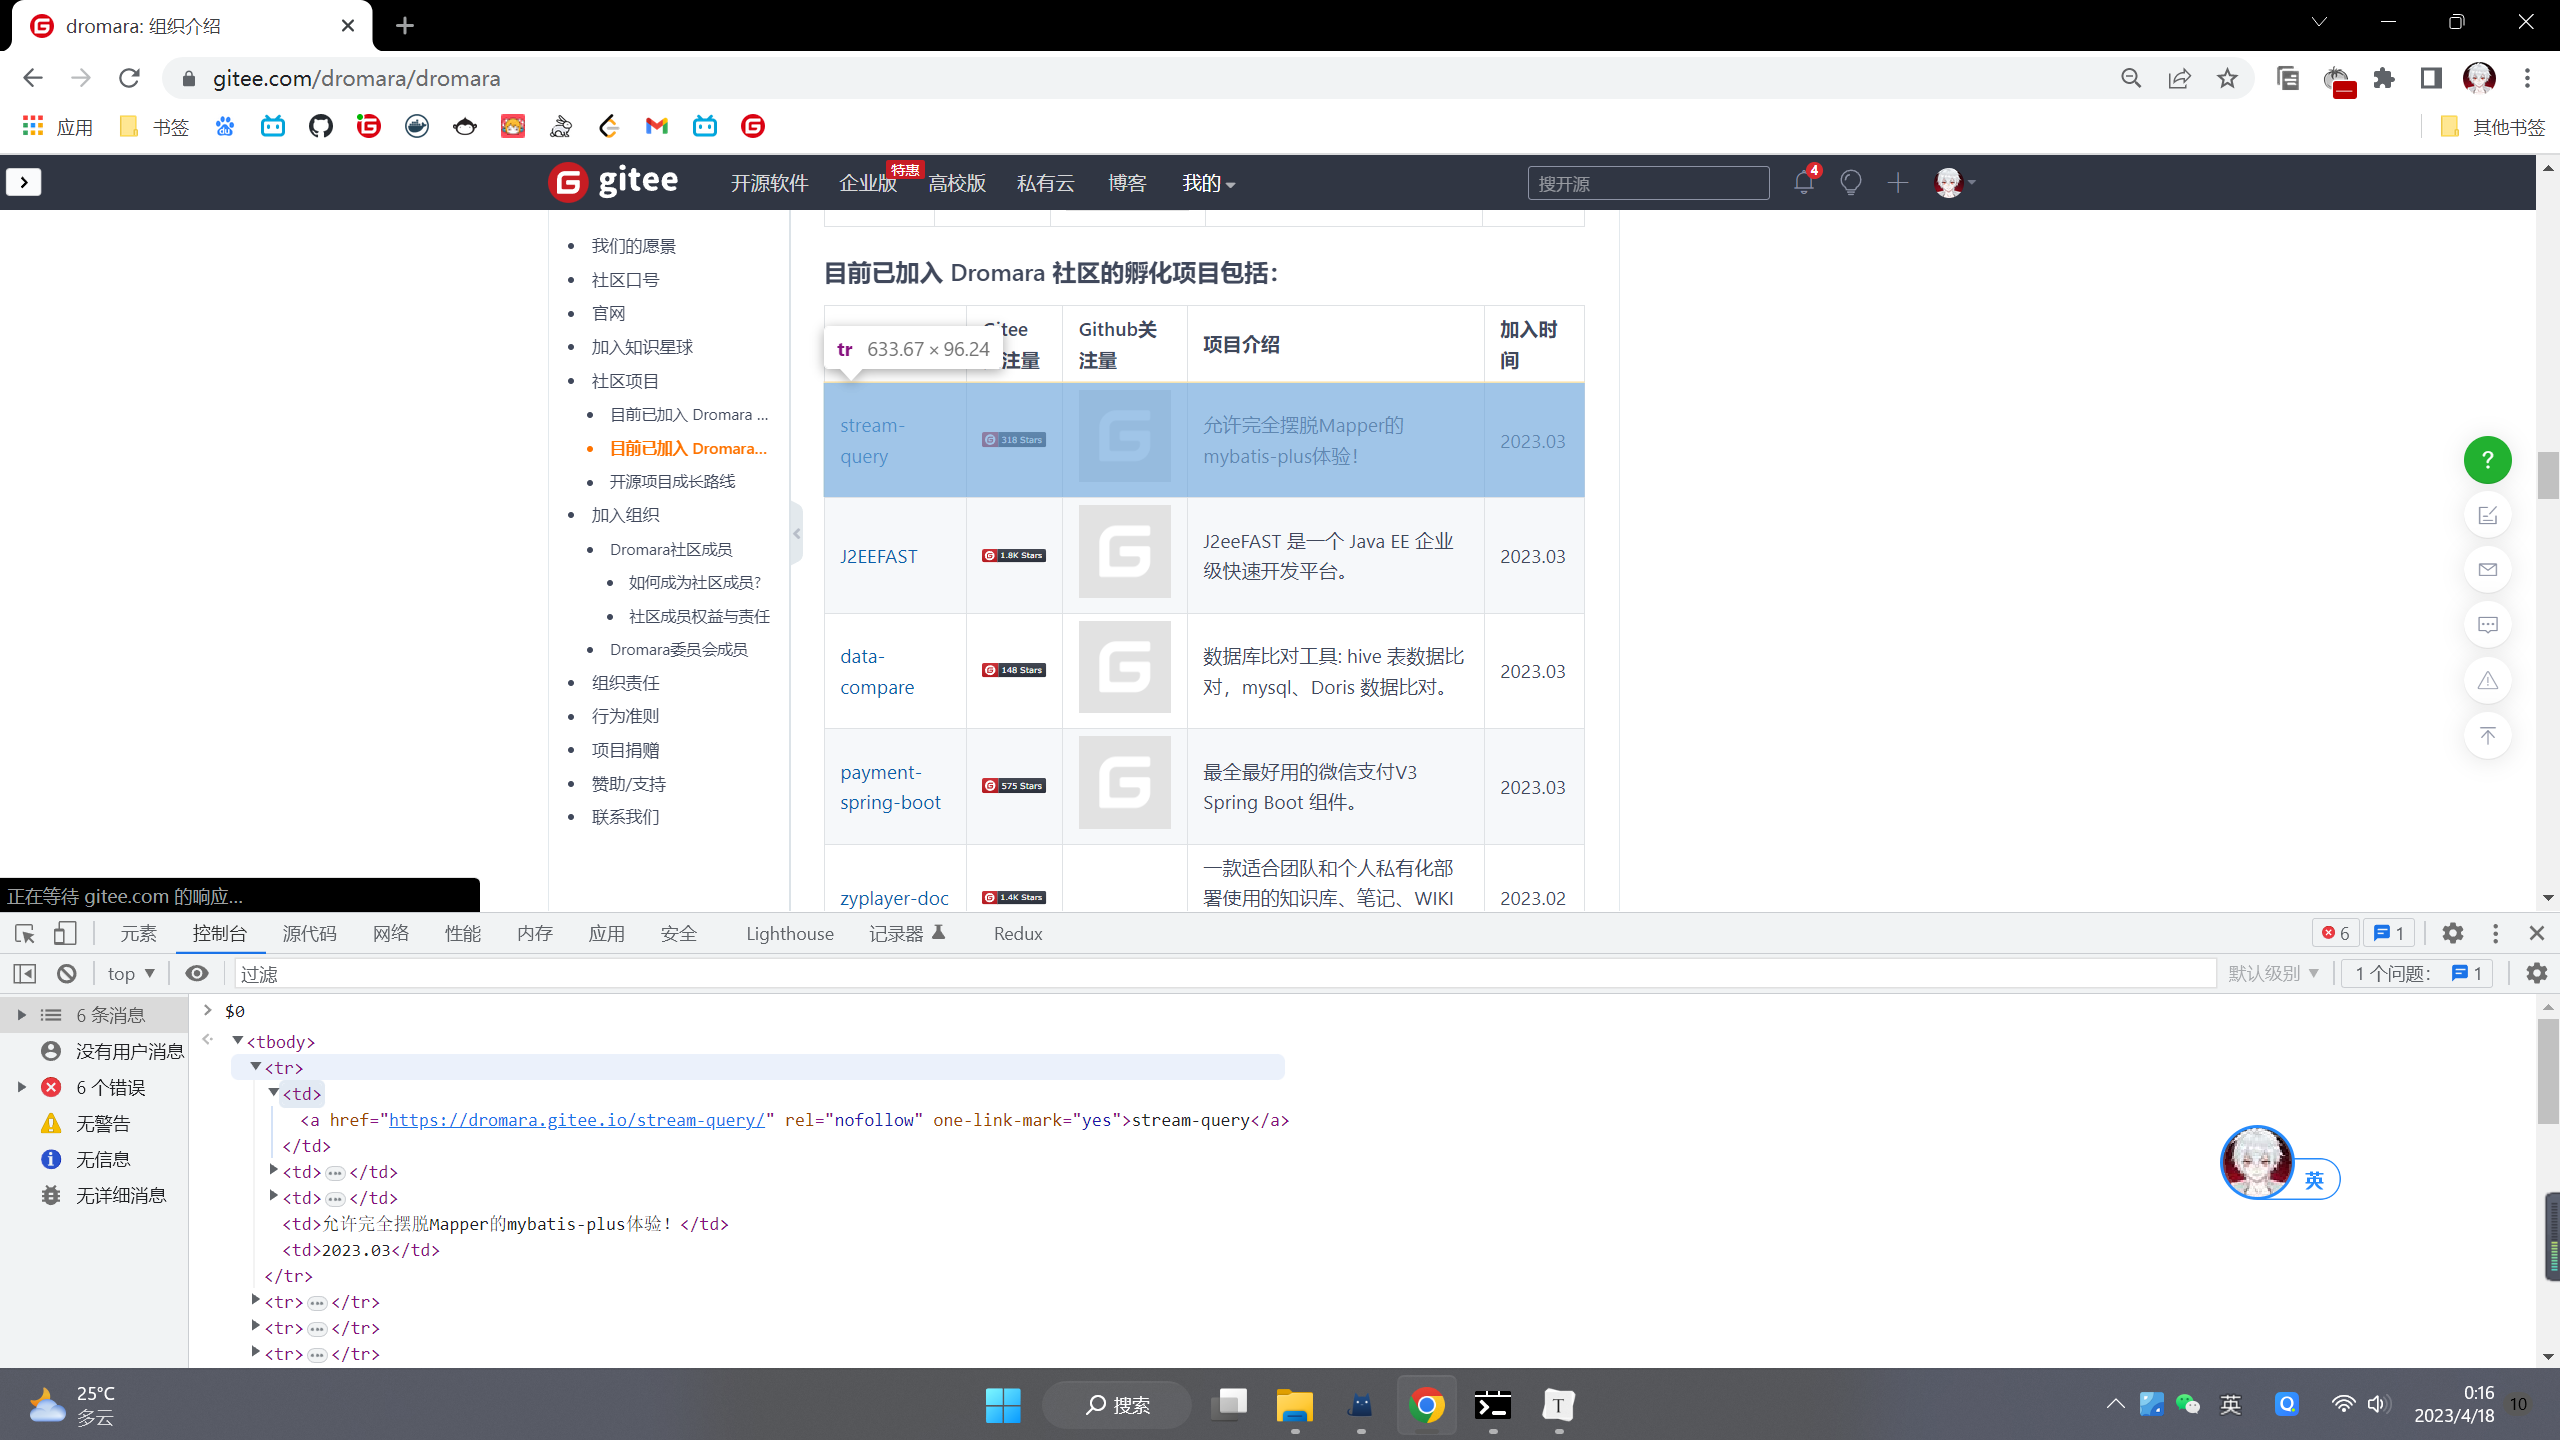 dromara: 组织介绍
gitee.com/dromara/dromara
应用
书签
其他书签
gitee
开源软件
企业版
特惠
高校版
私有云
博客
我的
搜开源
4
我们的愿景
社区口号
官网
加入知识星球
社区项目
目前已加入 Dromara ...
目前已加入 Dromara...
开源项目成长路线
加入组织
Dromara社区成员
如何成为社区成员?
社区成员权益与责任
Dromara委员会成员
组织责任
行为准则
项目捐赠
赞助/支持
联系我们
目前已加入 Dromara 社区的孵化项目包括：
tr 633.67 × 96.24
Gitee
注量
Github关
注量
项目介绍
加入时
间
stream-
query
318 Stars
允许完全摆脱Mapper的
mybatis-plus体验！
2023.03
J2EEFAST
1.8K Stars
J2eeFAST 是一个 Java EE 企业
级快速开发平台。
2023.03
data-
compare
148 Stars
数据库比对工具: hive 表数据比
对，mysql、Doris 数据比对。
2023.03
payment-
spring-boot
575 Stars
最全最好用的微信支付V3
Spring Boot 组件。
2023.03
zyplayer-doc
1.4K Stars
一款适合团队和个人私有化部
署使用的知识库、笔记、WIKI
2023.02
?
正在等待 gitee.com 的响应...
元素
控制台
源代码
网络
性能
内存
应用
安全
Lighthouse
记录器
Redux
6
1
top ▼
过滤
默认级别 ▼
1 个问题：
1
6 条消息
没有用户消息
6 个错误
无警告
无信息
无详细消息
$0
<tbody>
<tr>
<td>
<a href="https://dromara.gitee.io/stream-query/" rel="nofollow" one-link-mark="yes">stream-query</a>
</td>
<td>…</td>
<td>…</td>
<td>允许完全摆脱Mapper的mybatis-plus体验！</td>
<td>2023.03</td>
</tr>
<tr>…</tr>
<tr>…</tr>
<tr>…</tr>
英
25°C
多云
搜索
T
英
0:16
2023/4/18
10